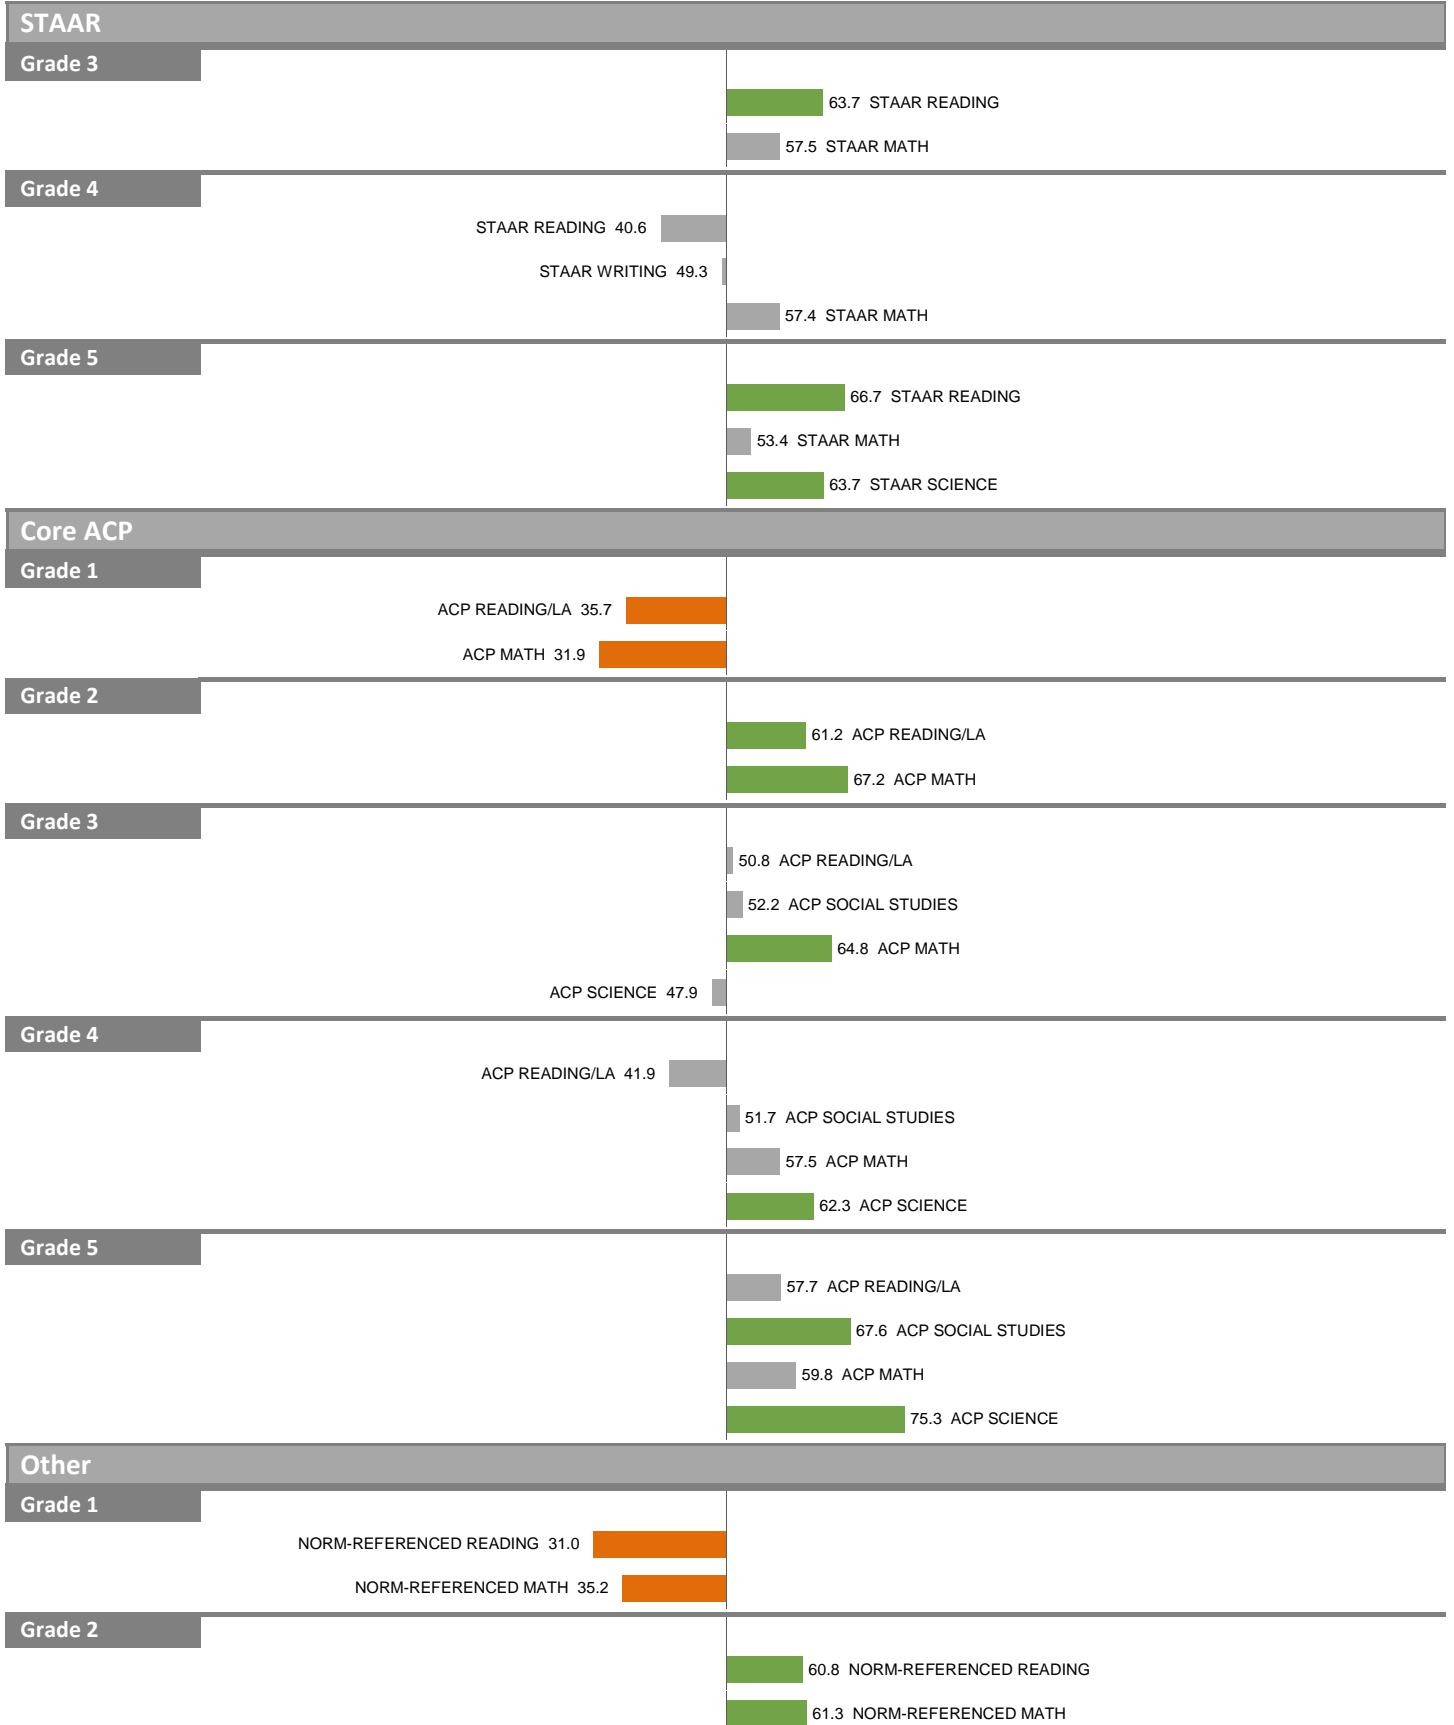 STAAR
Grade 3
63.7 STAAR READING
57.5 STAAR MATH
Grade 4
STAAR READING 40.6
STAAR WRITING 49.3
57.4 STAAR MATH
Grade 5
66.7 STAAR READING
53.4 STAAR MATH
63.7 STAAR SCIENCE
Core ACP
Grade 1
ACP READING/LA 35.7
ACP MATH 31.9
Grade 2
61.2 ACP READING/LA
67.2 ACP MATH
Grade 3
50.8 ACP READING/LA
52.2 ACP SOCIAL STUDIES
64.8 ACP MATH
ACP SCIENCE 47.9
Grade 4
ACP READING/LA 41.9
51.7 ACP SOCIAL STUDIES
57.5 ACP MATH
62.3 ACP SCIENCE
Grade 5
57.7 ACP READING/LA
67.6 ACP SOCIAL STUDIES
59.8 ACP MATH
75.3 ACP SCIENCE
Other
Grade 1
NORM-REFERENCED READING 31.0
NORM-REFERENCED MATH 35.2
Grade 2
60.8 NORM-REFERENCED READING
61.3 NORM-REFERENCED MATH